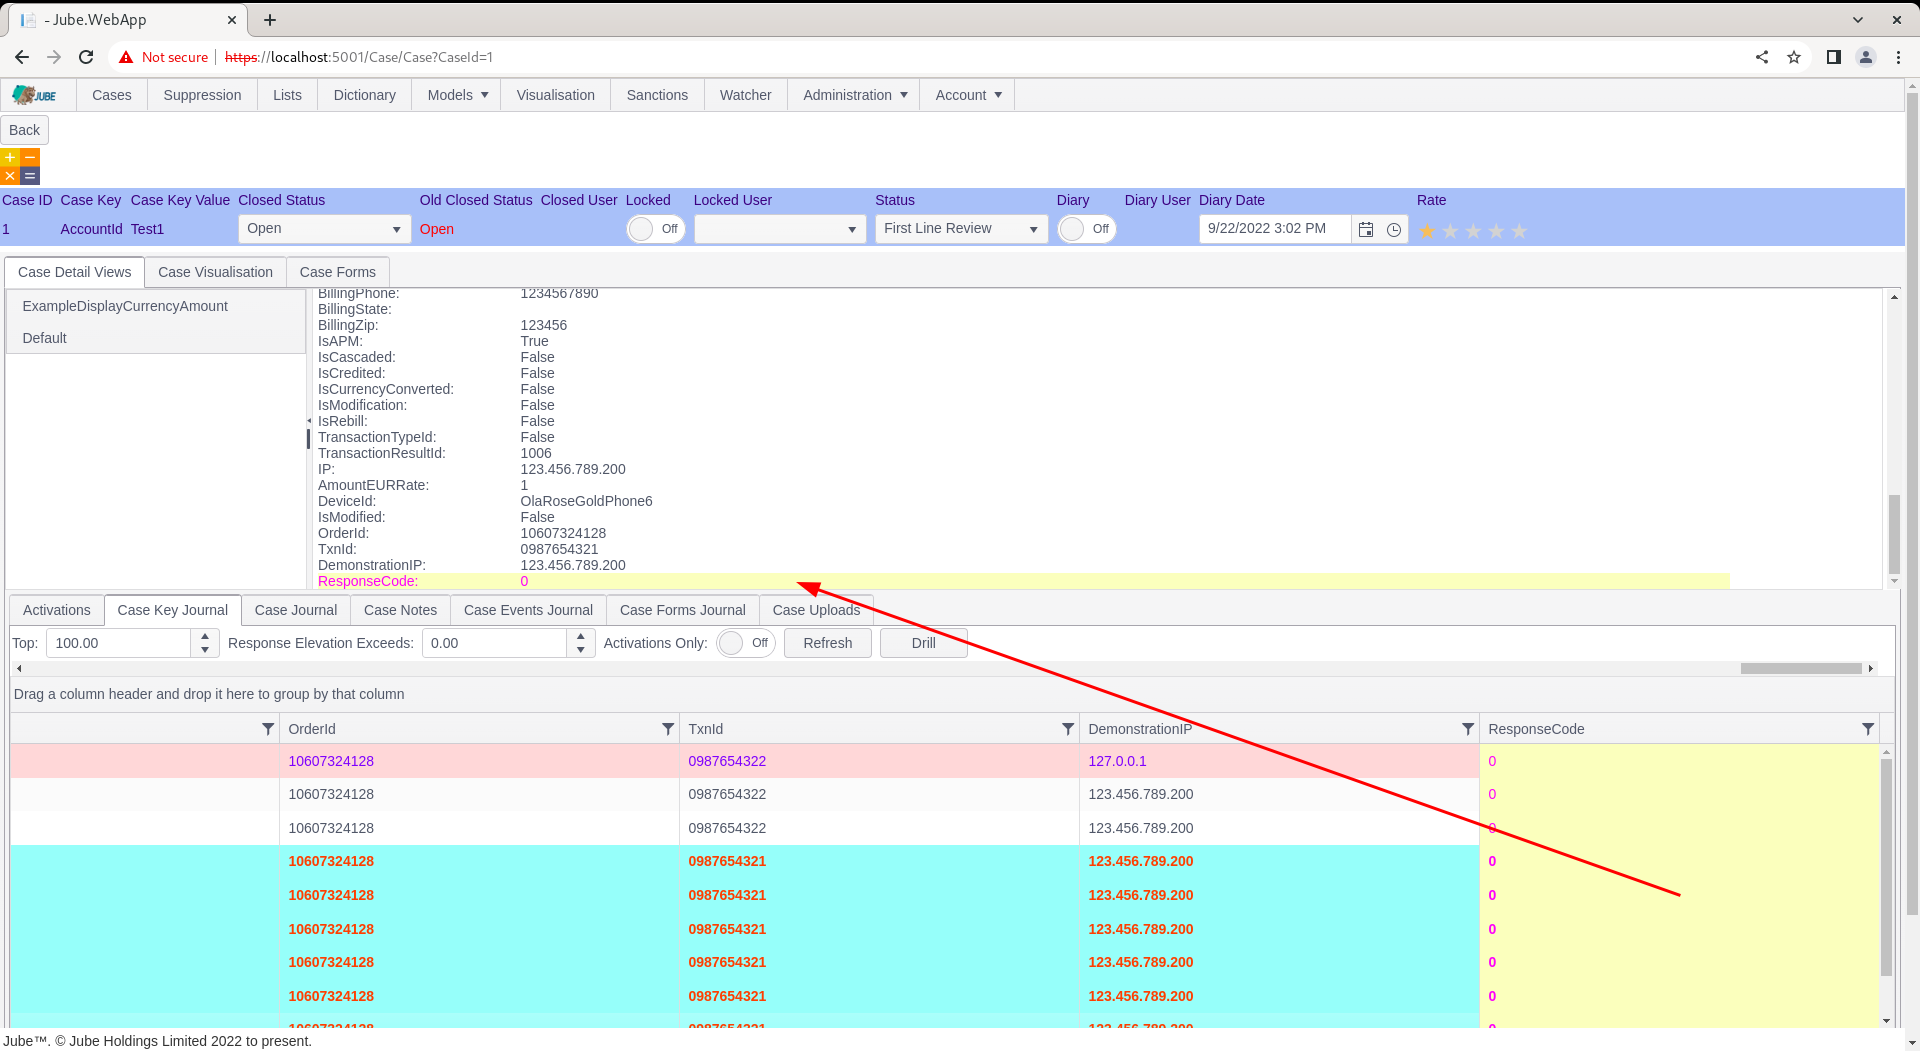 - Jube.WebApp
Not secure https://localhost:5001/Case/Case?CaseId=1
JUBE Cases Suppression Lists Dictionary Models Visualisation Sanctions Watcher Administration Account
Back
Case ID Case Key Case Key Value Closed Status Old Closed Status Closed User Locked Locked User Status Diary Diary User Diary Date Rate
1 AccountId Test1 Open Open Off First Line Review Off 9/22/2022 3:02 PM
Case Detail Views Case Visualisation Case Forms
ExampleDisplayCurrencyAmount
Default
BillingPhone: 1234567890
BillingState:
BillingZip: 123456
IsAPM: True
IsCascaded: False
IsCredited: False
IsCurrencyConverted: False
IsModification: False
IsRebill: False
TransactionTypeId: False
TransactionResultId: 1006
IP: 123.456.789.200
AmountEURRate: 1
DeviceId: OlaRoseGoldPhone6
IsModified: False
OrderId: 10607324128
TxnId: 0987654321
DemonstrationIP: 123.456.789.200
ResponseCode: 0
Activations Case Key Journal Case Journal Case Notes Case Events Journal Case Forms Journal Case Uploads
Top: 100.00 Response Elevation Exceeds: 0.00 Activations Only: Off Refresh Drill
Drag a column header and drop it here to group by that column
OrderId TxnId DemonstrationIP ResponseCode
10607324128 0987654322 127.0.0.1 0
10607324128 0987654322 123.456.789.200 0
10607324128 0987654322 123.456.789.200 0
10607324128 0987654321 123.456.789.200 0
10607324128 0987654321 123.456.789.200 0
10607324128 0987654321 123.456.789.200 0
10607324128 0987654321 123.456.789.200 0
10607324128 0987654321 123.456.789.200 0
10607324128 0987654321 123.456.789.200 0
Jube™. © Jube Holdings Limited 2022 to present.